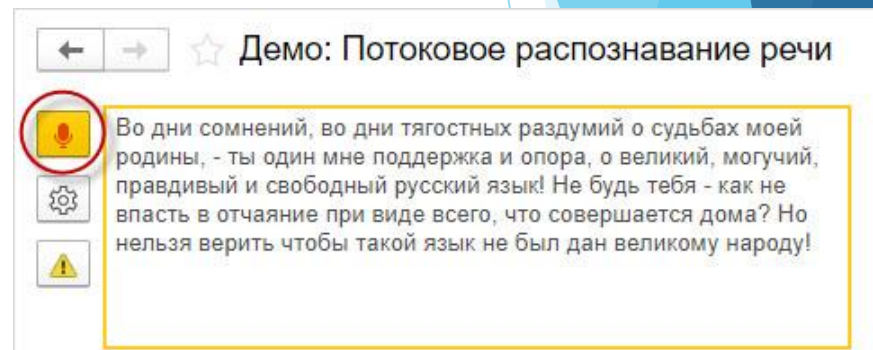 Демо: Потоковое распознавание речи
Во дни сомнений, во дни тягостных раздумий о судьбах моей
родины, - ты один мне поддержка и опора, о великий, могучий,
правдивый и свободный русский язык! Не будь тебя - как не
впасть в отчаяние при виде всего, что совершается дома? Но
нельзя верить чтобы такой язык не был дан великому народу!